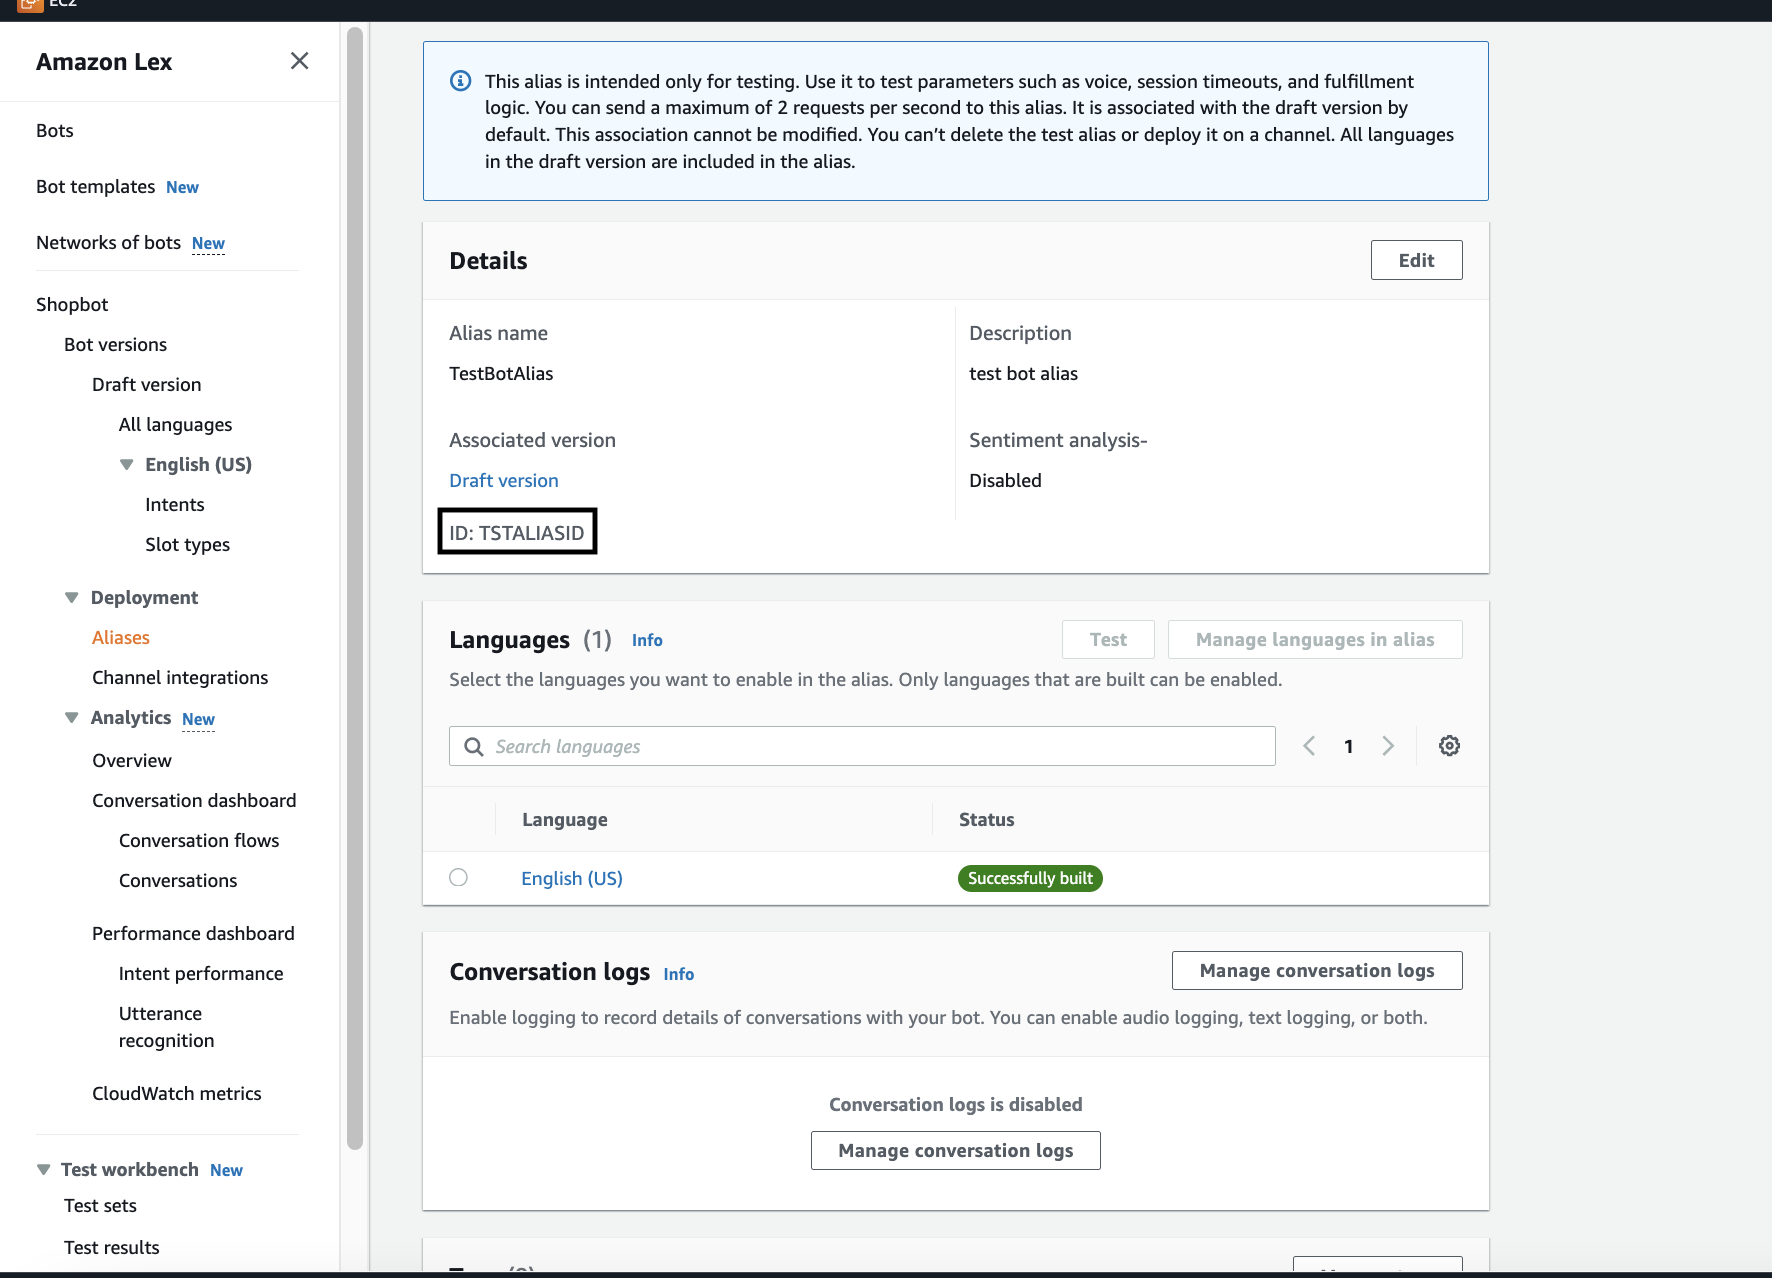 EC2
Amazon Lex
Bots
Bot templates New
Networks of bots New
Shopbot
Bot versions
Draft version
All languages
English (US)
Intents
Slot types
Deployment
Aliases
Channel integrations
Analytics New
Overview
Conversation dashboard
Conversation flows
Conversations
Performance dashboard
Intent performance
Utterance
recognition
CloudWatch metrics
Test workbench New
Test sets
Test results
This alias is intended only for testing. Use it to test parameters such as voice, session timeouts, and fulfillment
logic. You can send a maximum of 2 requests per second to this alias. It is associated with the draft version by
default. This association cannot be modified. You can’t delete the test alias or deploy it on a channel. All languages
in the draft version are included in the alias.
Details
Edit
Alias name
TestBotAlias
Description
test bot alias
Associated version
Draft version
Sentiment analysis-
Disabled
ID: TSTALIASID
Languages (1) Info
Test
Manage languages in alias
Select the languages you want to enable in the alias. Only languages that are built can be enabled.
Search languages
1
Language
Status
English (US)
Successfully built
Conversation logs Info
Manage conversation logs
Enable logging to record details of conversations with your bot. You can enable audio logging, text logging, or both.
Conversation logs is disabled
Manage conversation logs